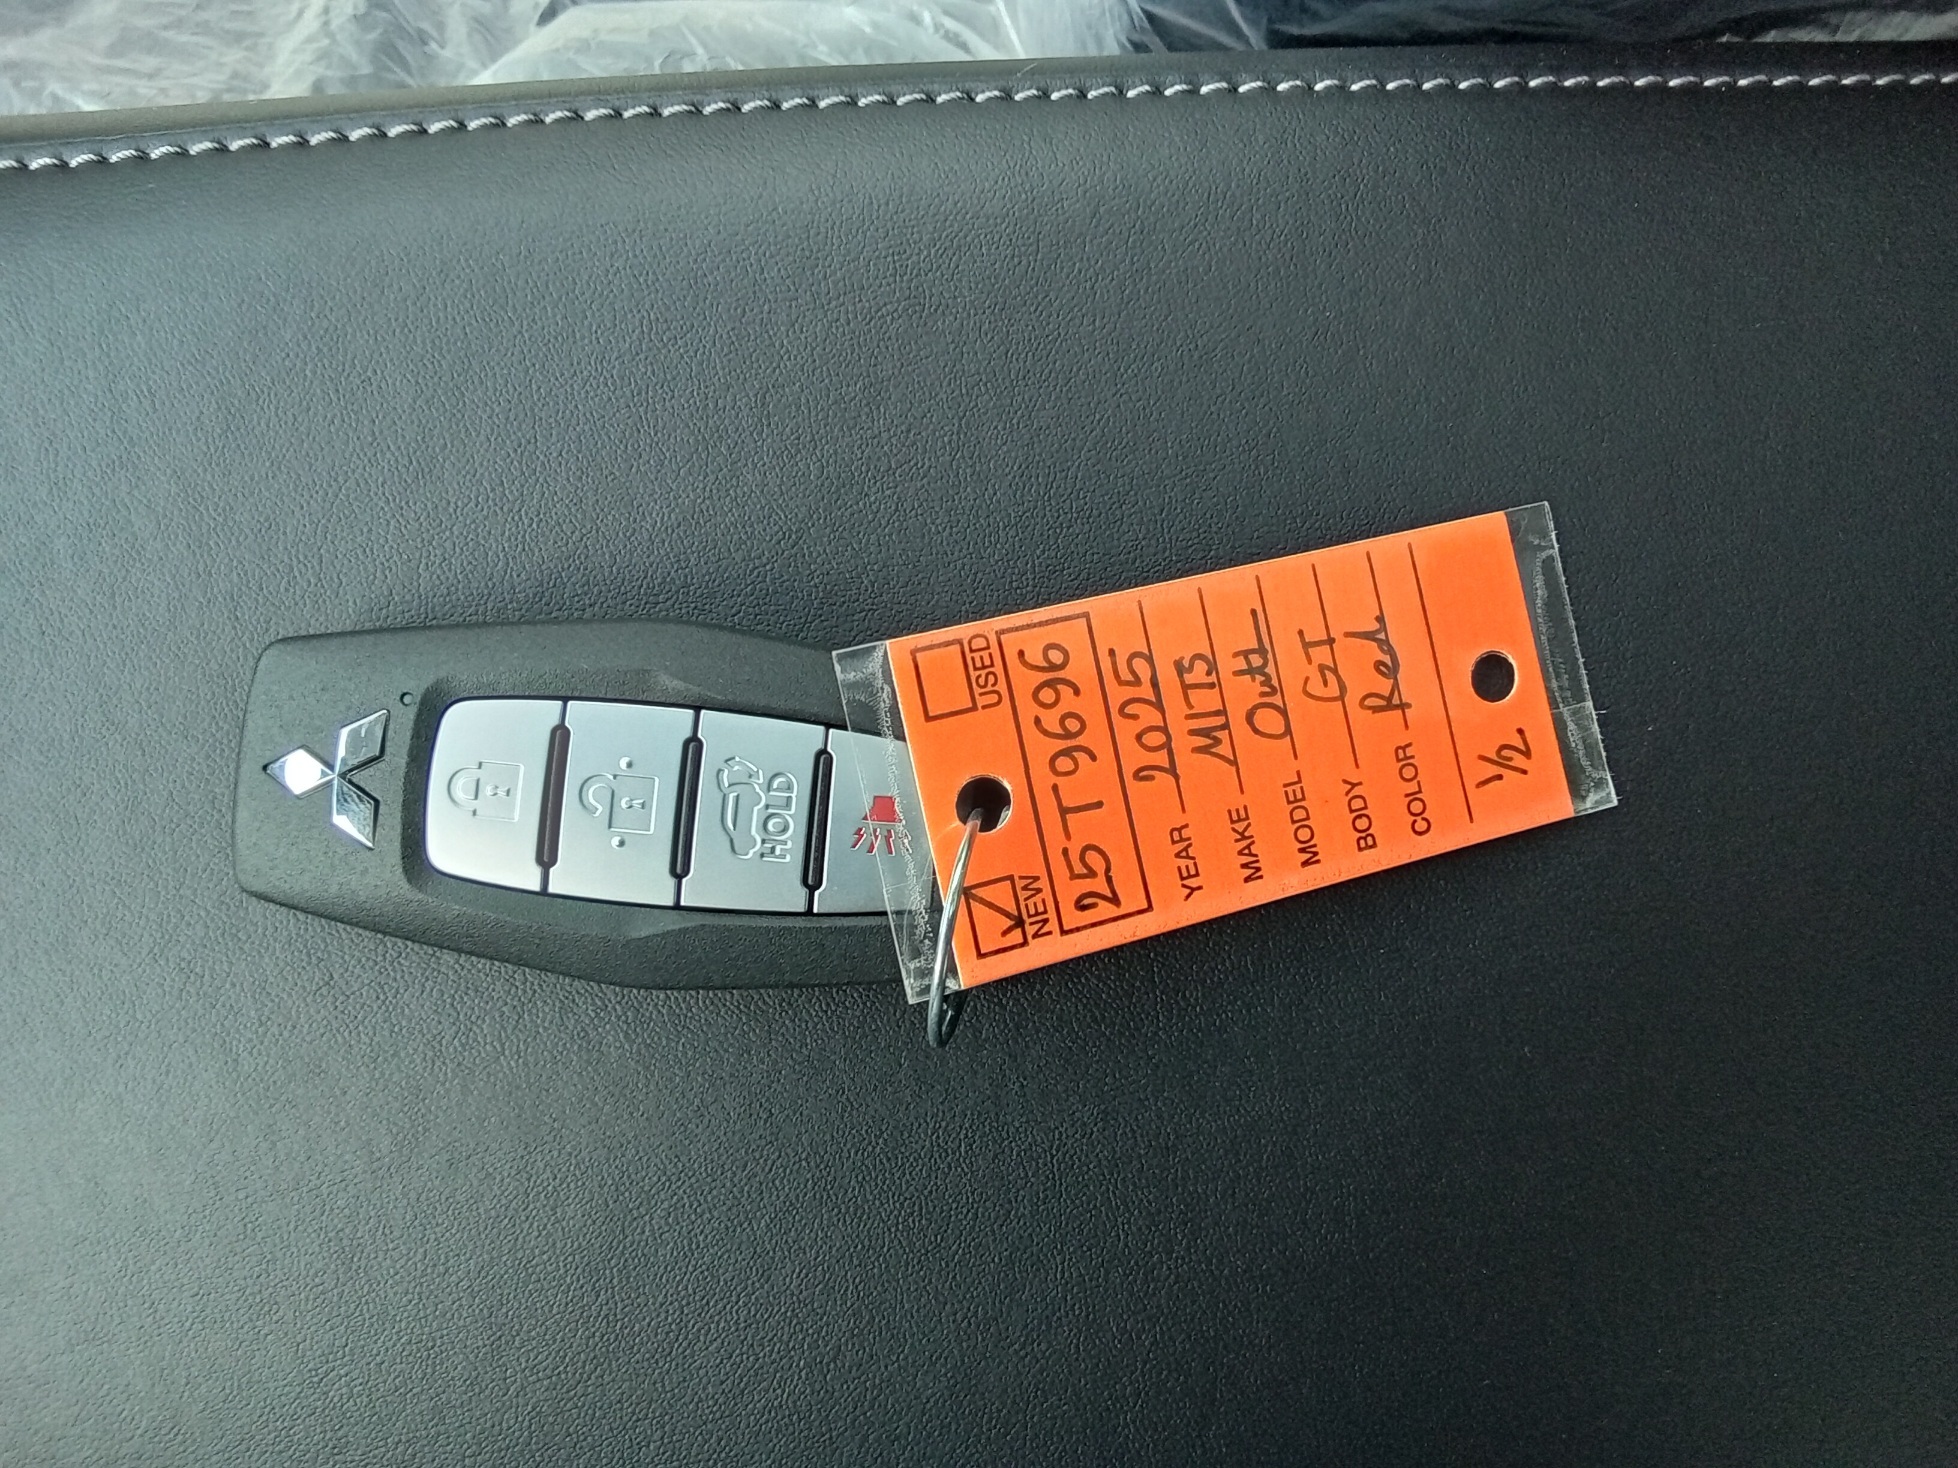 HOLD
USED
NEW
25T9696
YEAR 2025
MAKE MITS
MODEL Outl
BODY GT
COLOR Red
1/2